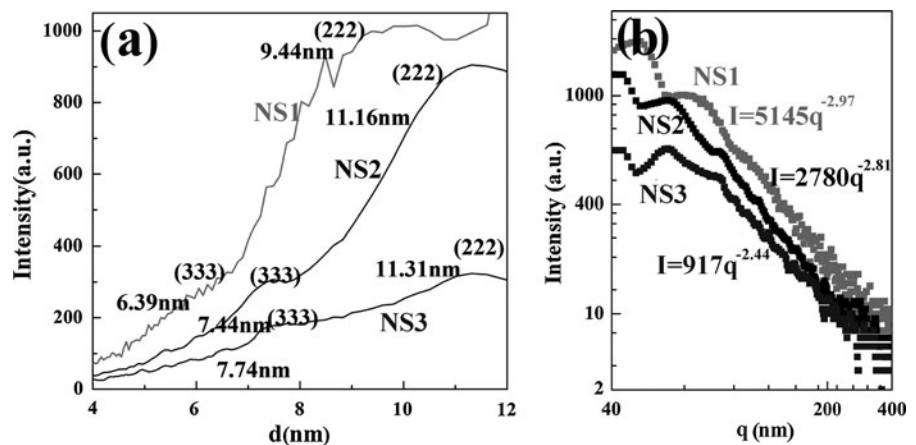 (a)
1000
800
600
400
200
0
Intensity(a.u.)
4 6 8 10 12
d(nm)
(222)
9.44nm
NS1
(222)
11.16nm
NS2
(222)
11.31nm
NS3
(333)
6.39nm
(333)
7.44nm
(333)
7.74nm
(b)
1000
400
10
2
Intensity (a.u.)
40 200 400
q (nm)
NS1
I=5145q-2.97
NS2
I=2780q-2.81
NS3
I=917q-2.44